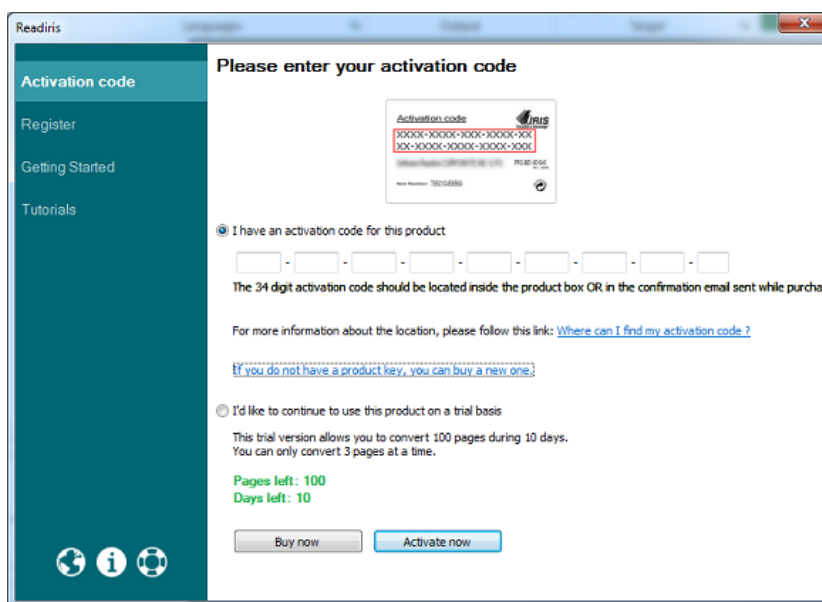 Readiris
Activation code
Register
Getting Started
Tutorials
Please enter your activation code
Activation code
IRIS
XXXX-XXXX-XXX-XXXX-XX
XX-XXXX-XXXX-XXXX-XXX
I have an activation code for this product
- - - - - - - -
The 34 digit activation code should be located inside the product box OR in the confirmation email sent while purcha
For more information about the location, please follow this link: Where can I find my activation code ?
If you do not have a product key, you can buy a new one.
I'd like to continue to use this product on a trial basis
This trial version allows you to convert 100 pages during 10 days.
You can only convert 3 pages at a time.
Pages left: 100
Days left: 10
Buy now
Activate now